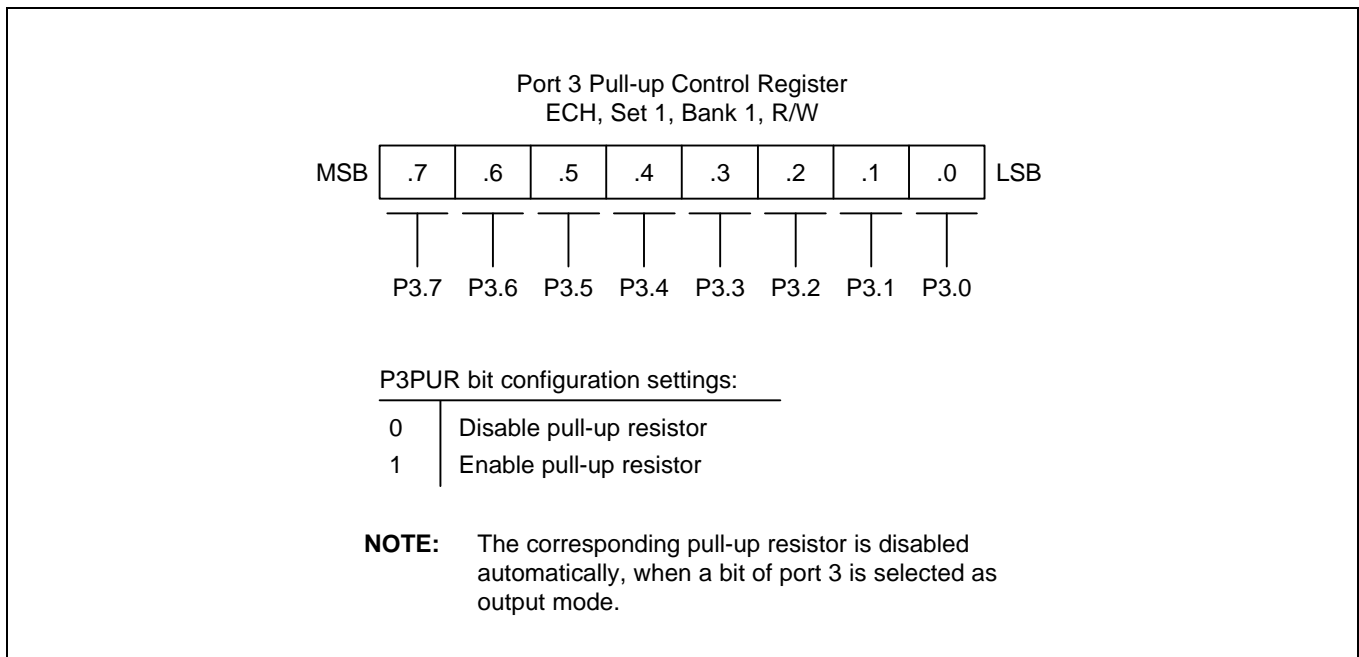 Port 3 Pull-up Control Register
ECH, Set 1, Bank 1, R/W
MSB .7 .6 .5 .4 .3 .2 .1 .0 LSB
P3.7 P3.6 P3.5 P3.4 P3.3 P3.2 P3.1 P3.0
P3PUR bit configuration settings:
0 Disable pull-up resistor
1 Enable pull-up resistor
NOTE: The corresponding pull-up resistor is disabled
automatically, when a bit of port 3 is selected as
output mode.